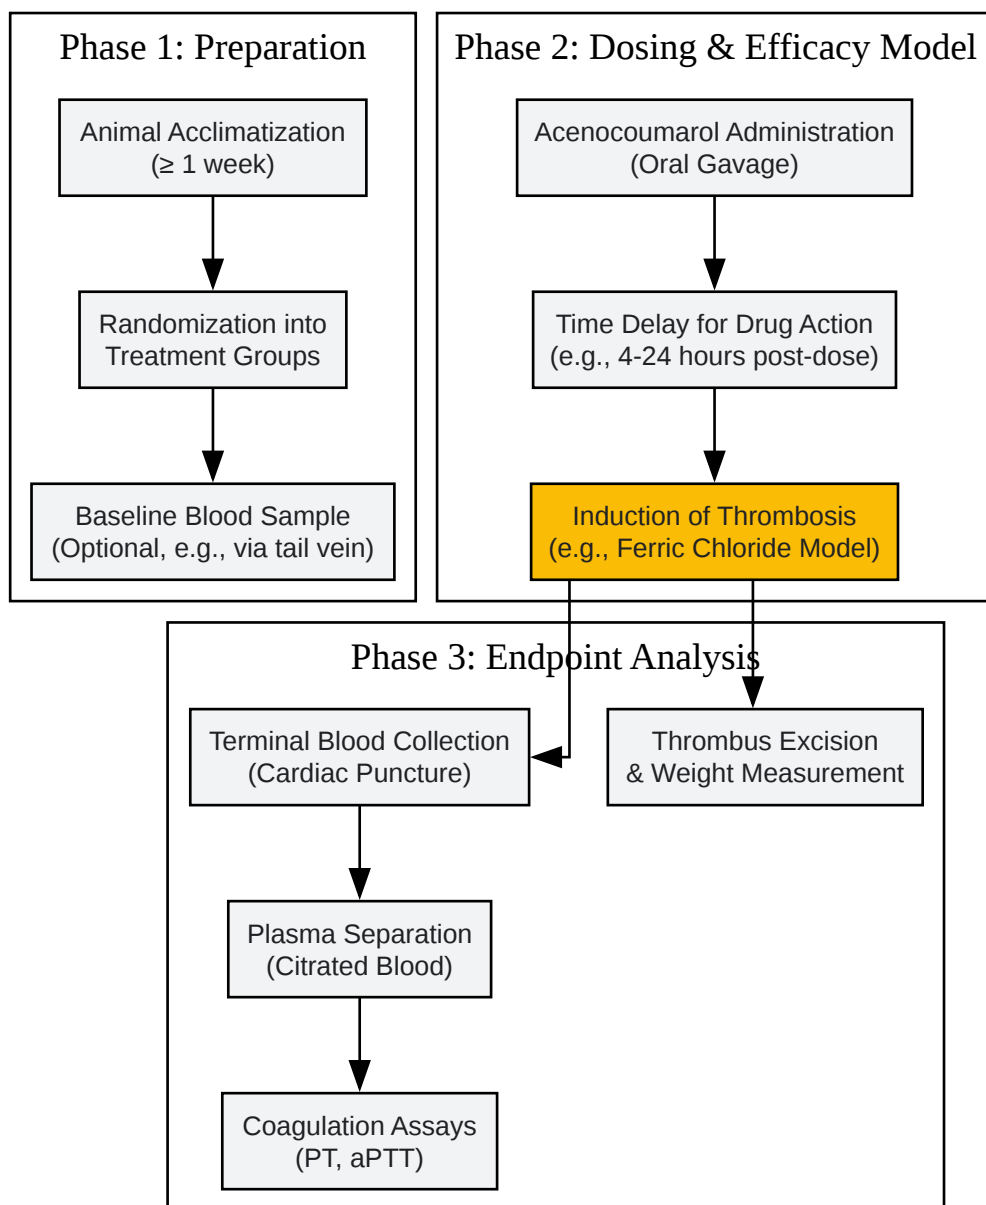 Phase 1: Preparation
Animal Acclimatization
(≥ 1 week)
Randomization into
Treatment Groups
Baseline Blood Sample
(Optional, e.g., via tail vein)
Phase 2: Dosing & Efficacy Model
Acenocoumarol Administration
(Oral Gavage)
Time Delay for Drug Action
(e.g., 4-24 hours post-dose)
Induction of Thrombosis
(e.g., Ferric Chloride Model)
Phase 3: Endpoint Analysis
Terminal Blood Collection
(Cardiac Puncture)
Thrombus Excision
& Weight Measurement
Plasma Separation
(Citrated Blood)
Coagulation Assays
(PT, aPTT)